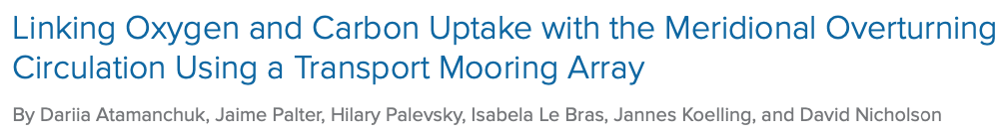 Linking Oxygen and Carbon Uptake with the Meridional Overturning
Circulation Using a Transport Mooring Array
By Dariia Atamanchuk, Jaime Palter, Hilary Palevsky, Isabela Le Bras, Jannes Koelling, and David Nicholson